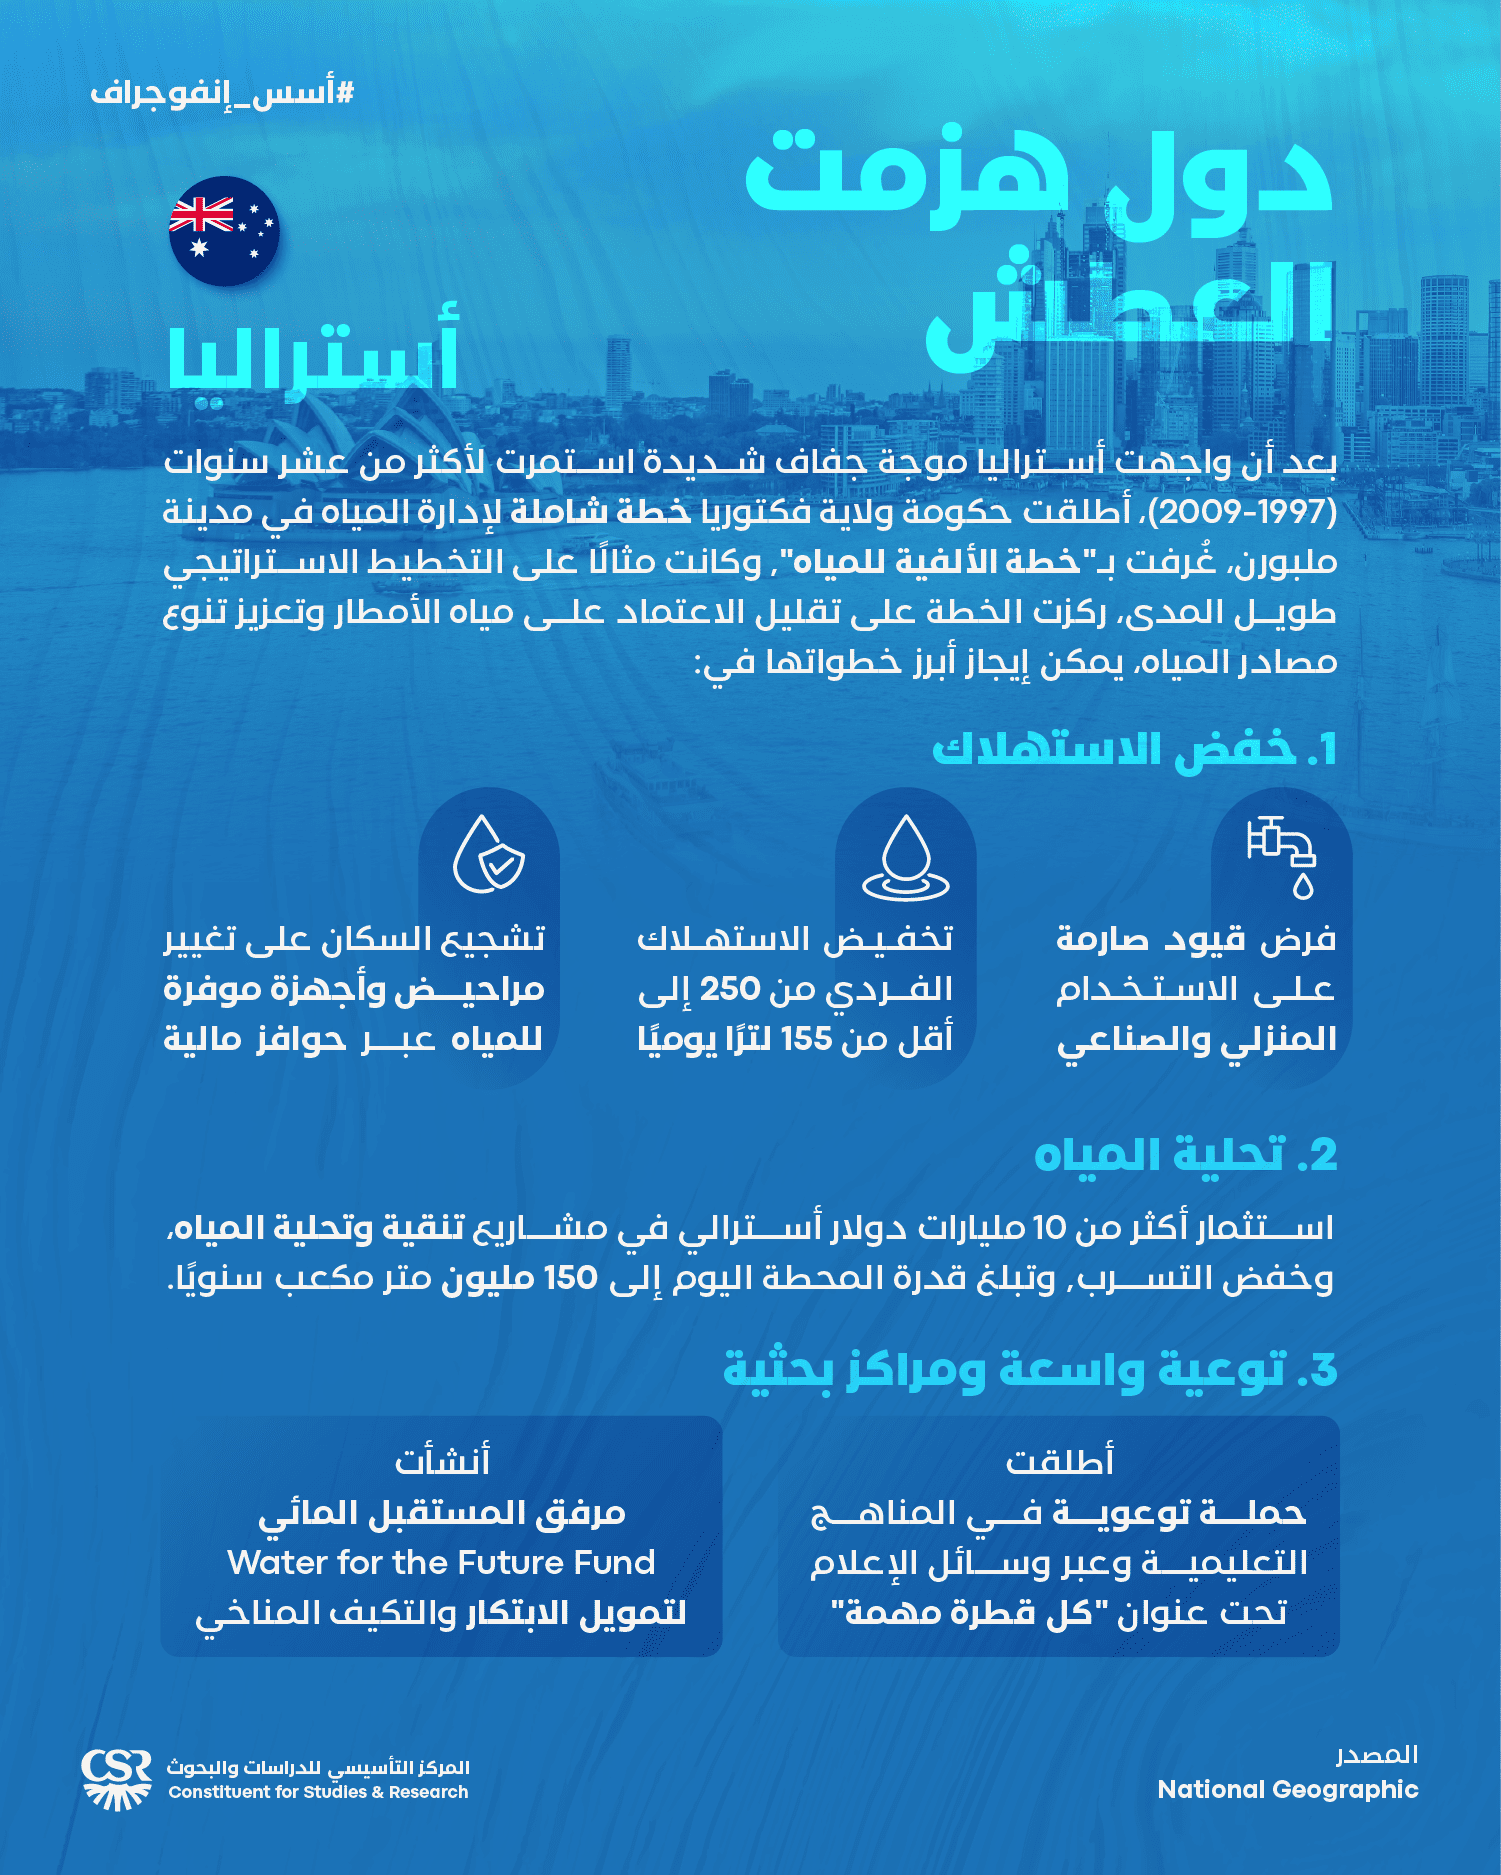 #أسس_إنفوجراف
دول هزمت
العطش
أستراليا
بعد أن واجهت أستراليا موجة جفاف شديدة استمرت لأكثر من عشر سنوات
(1997-2009)، أطلقت حكومة ولاية فكتوريا خطة شاملة لإدارة المياه في مدينة
ملبورن، عُرفت بـ"خطة الألفية للمياه", وكانت مثالًا على التخطيط الاستراتيجي
طويل المدى، ركزت الخطة على تقليل الاعتماد على مياه الأمطار وتعزيز تنوع
مصادر المياه، يمكن إيجاز أبرز خطواتها في:
1. خفض الاستهلاك
فرض قيود صارمة
على الاستخدام
المنزلي والصناعي
تخفيض الاستهلاك
الفردي من 250 إلى
أقل من 155 لترًا يوميًا
تشجيع السكان على تغيير
مراحيض وأجهزة موفرة
للمياه عبر حوافز مالية
2. تحلية المياه
استثمار أكثر من 10 مليارات دولار أسترالي في مشاريع تنقية وتحلية المياه،
وخفض التسرب, وتبلغ قدرة المحطة اليوم إلى 150 مليون متر مكعب سنويًا.
3. توعية واسعة ومراكز بحثية
أطلقت
حملة توعوية في المناهج
التعليمية وعبر وسائل الإعلام
تحت عنوان "كل قطرة مهمة"
أنشأت
مرفق المستقبل المائي
Water for the Future Fund
لتمويل الابتكار والتكيف المناخي
المصدر
National Geographic
CSR
المركز التأسيسي للدراسات والبحوث
Constituent for Studies & Research